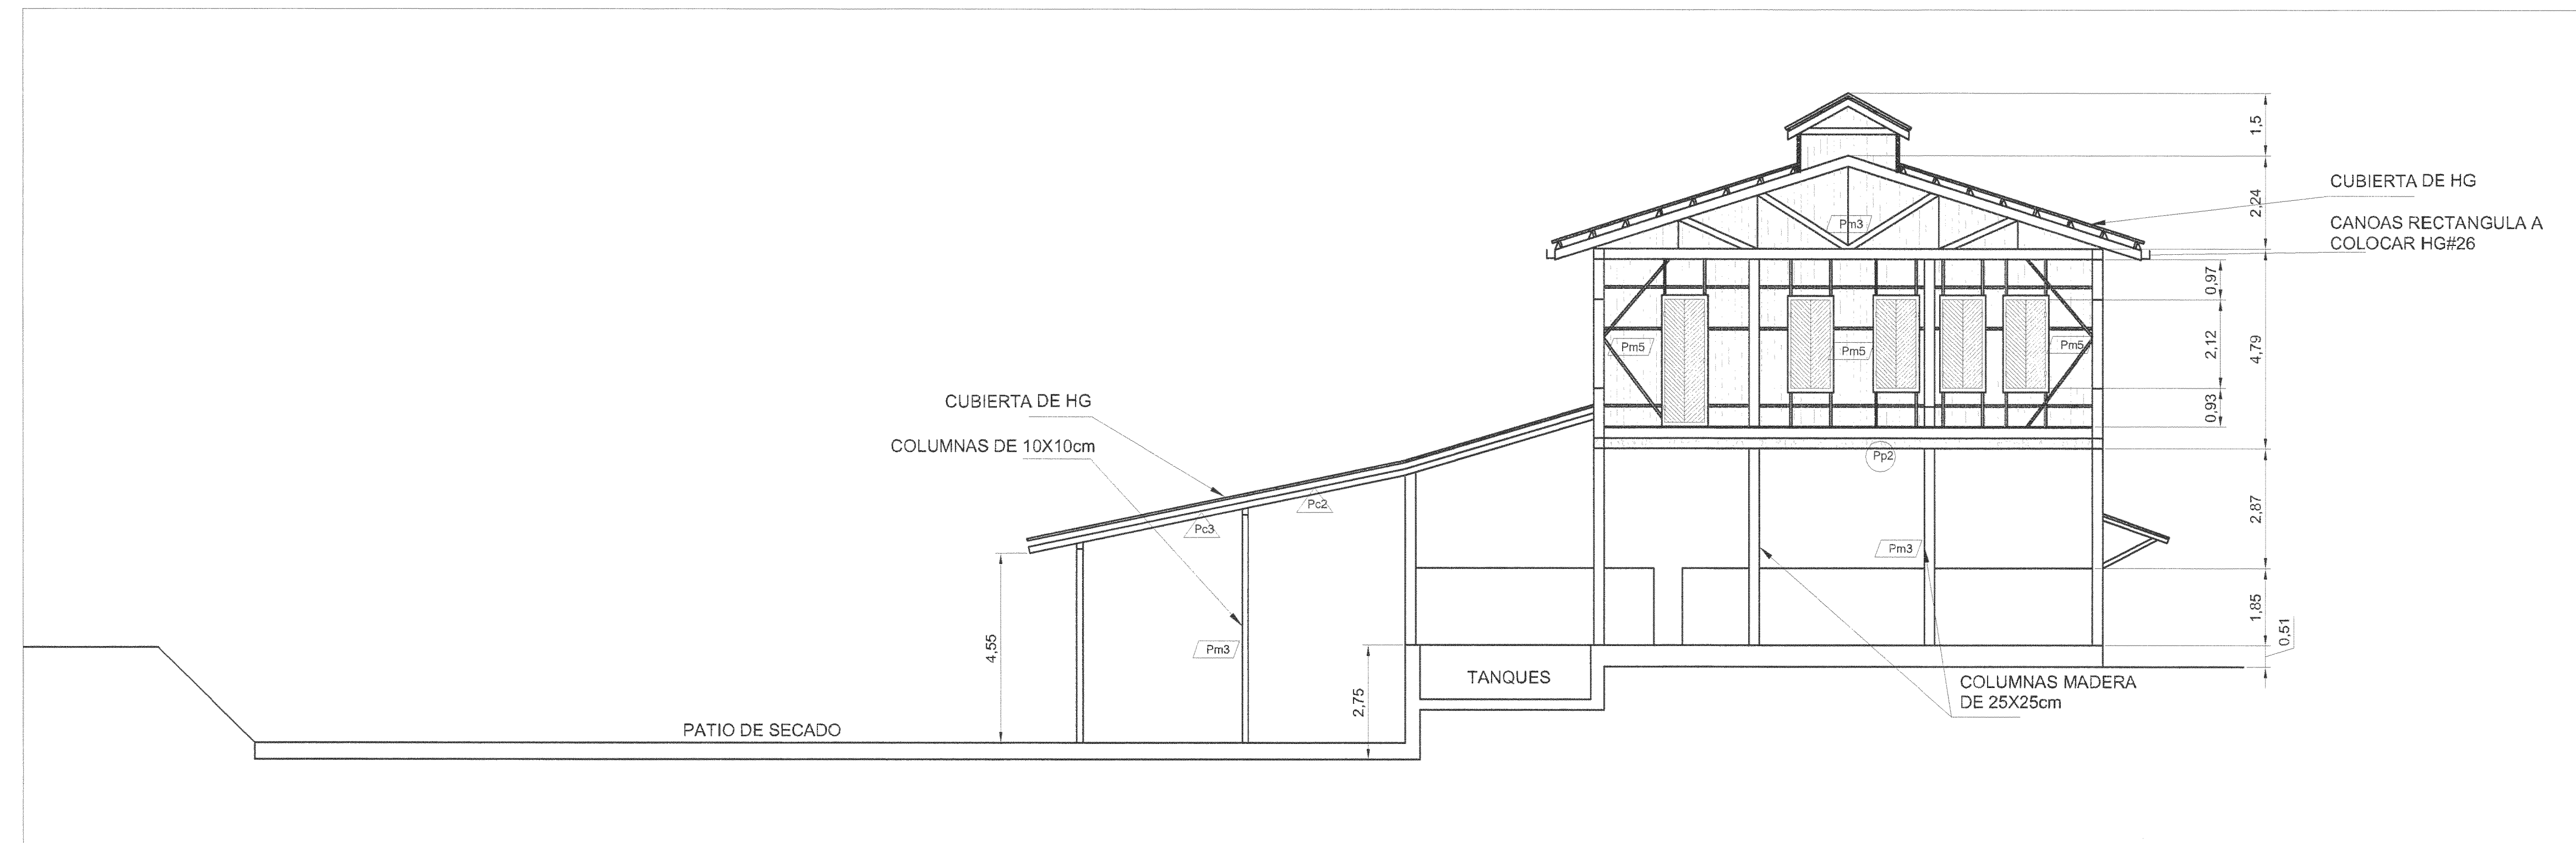 1,5
CUBIERTA DE HG
2,24
CANOAS RECTANGULA A
COLOCAR HG#26
Pm3
0,97
2,12
4,79
Pm5
Pm5
Pm5
0,93
CUBIERTA DE HG
COLUMNAS DE 10X10cm
Pp2
Pc2
Pc3
2,87
Pm3
1,85
0,51
4,55
Pm3
TANQUES
2,75
COLUMNAS MADERA
DE 25X25cm
PATIO DE SECADO